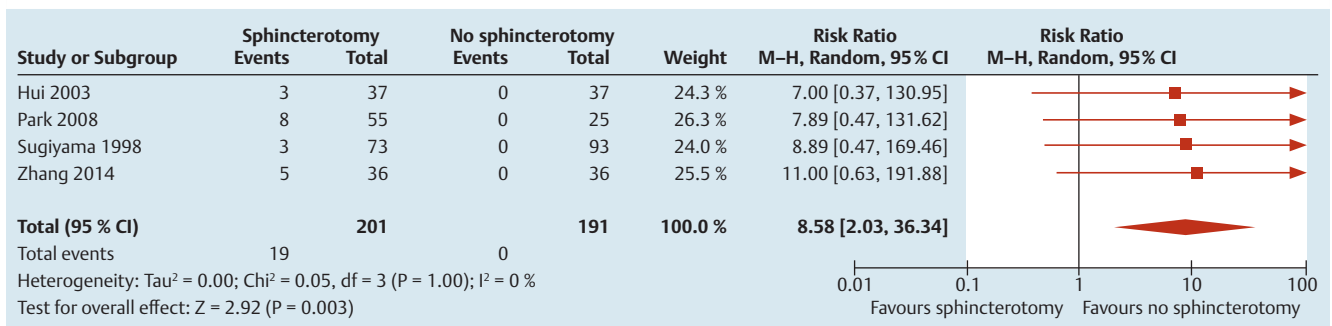 Sphincterotomy No sphincterotomy Risk Ratio Risk Ratio
Study or Subgroup Events Total Events Total Weight M–H, Random, 95% CI M–H, Random, 95% CI
Hui 2003 3 37 0 37 24.3 % 7.00 [0.37, 130.95]
Park 2008 8 55 0 25 26.3 % 7.89 [0.47, 131.62]
Sugiyama 1998 3 73 0 93 24.0 % 8.89 [0.47, 169.46]
Zhang 2014 5 36 0 36 25.5 % 11.00 [0.63, 191.88]
Total (95 % CI) 201 191 100.0 % 8.58 [2.03, 36.34]
Total events 19 0
Heterogeneity: Tau² = 0.00; Chi² = 0.05, df = 3 (P = 1.00); I² = 0 %
Test for overall effect: Z = 2.92 (P = 0.003)
0.01 0.1 1 10 100
Favours sphincterotomy Favours no sphincterotomy